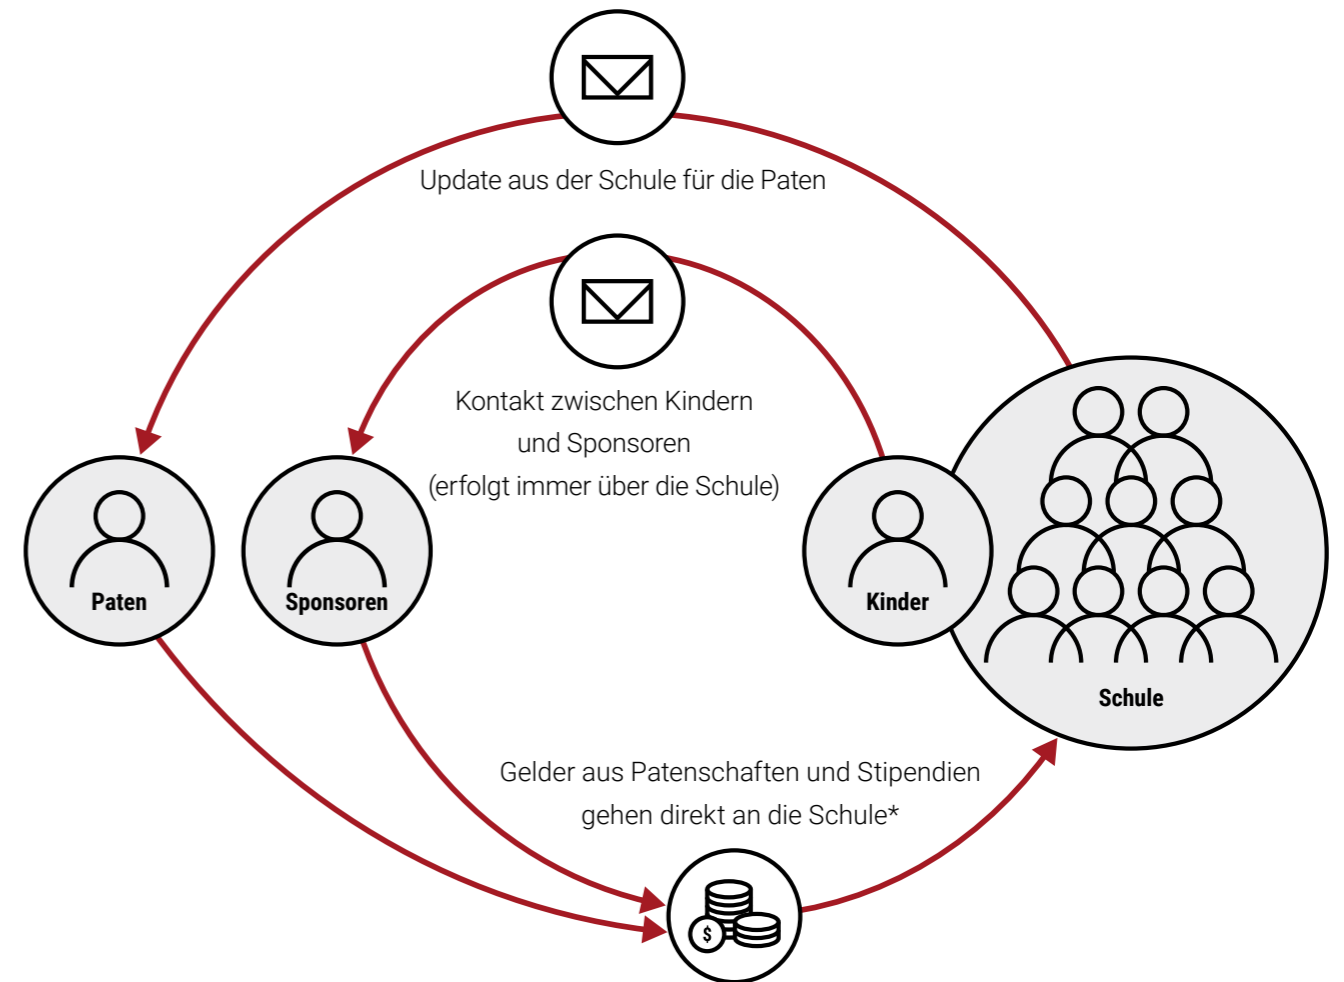 Update aus der Schule für die Paten
Kontakt zwischen Kindern
und Sponsoren
(erfolgt immer über die Schule)
Paten
Sponsoren
Kinder
Schule
Gelder aus Patenschaften und Stipendien
gehen direkt an die Schule*
$